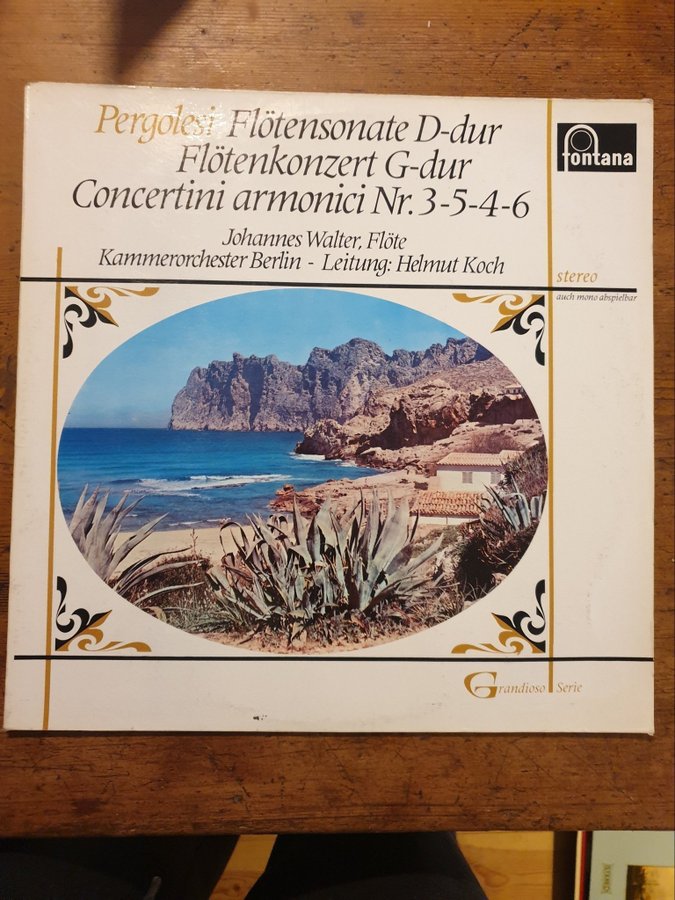 Pergolesi Flötensonate D-dur
Flötenkonzert G-dur
Concertini armonici Nr. 3-5-4-6
Johannes Walter, Flöte
Kammerorchester Berlin - Leitung: Helmut Koch
fontana
stereo
auch mono abspielbar
Grandioso Serie